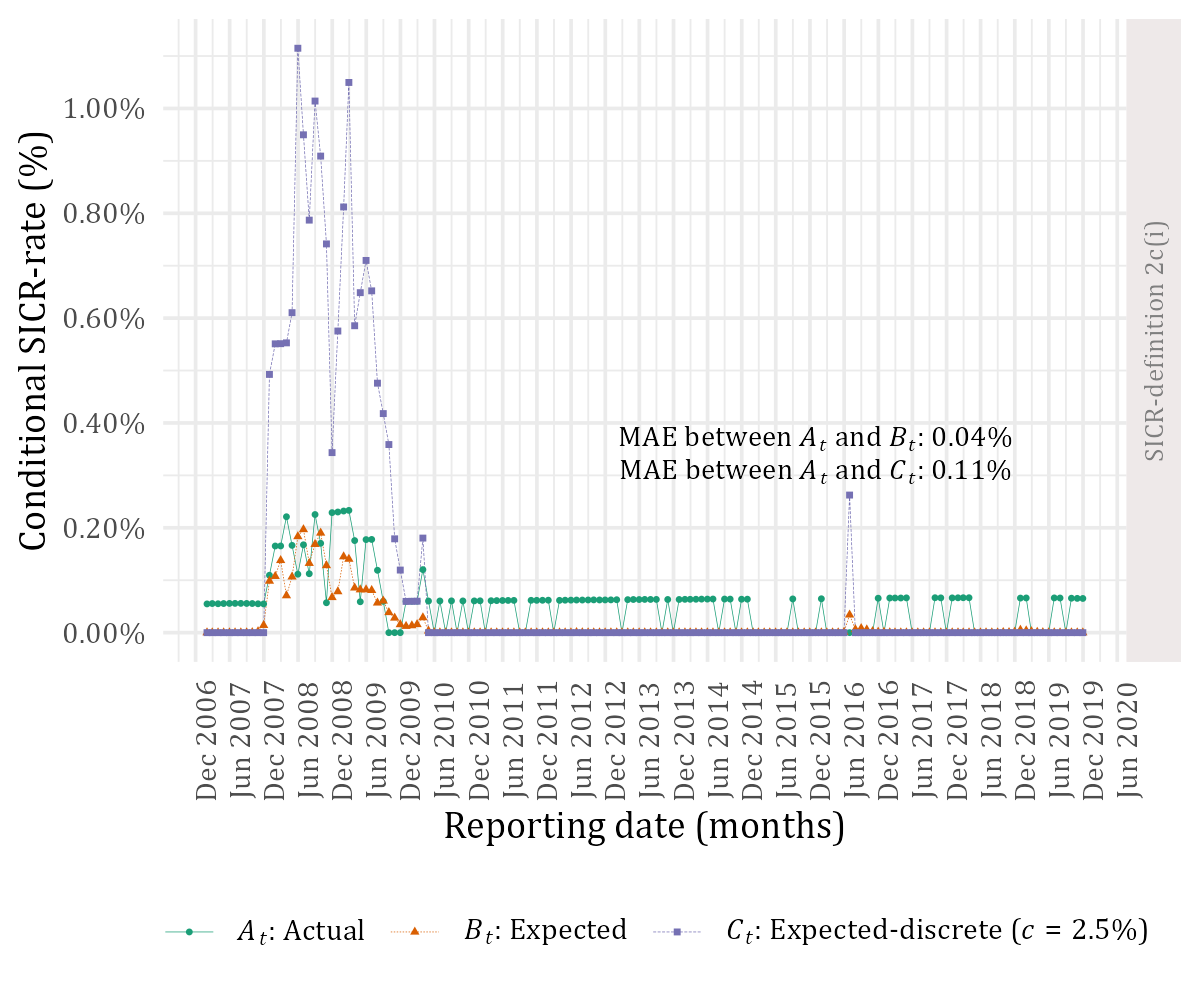 Conditional SICR-rate (%)
1.00%
0.80%
0.60%
0.40%
0.20%
0.00%
MAE between At and Bt: 0.04%
MAE between At and Ct: 0.11%
SICR-definition 2c(i)
Dec 2006
Jun 2007
Dec 2007
Jun 2008
Dec 2008
Jun 2009
Dec 2009
Jun 2010
Dec 2010
Jun 2011
Dec 2011
Jun 2012
Dec 2012
Jun 2013
Dec 2013
Jun 2014
Dec 2014
Jun 2015
Dec 2015
Jun 2016
Dec 2016
Jun 2017
Dec 2017
Jun 2018
Dec 2018
Jun 2019
Dec 2019
Jun 2020
Reporting date (months)
At: Actual
Bt: Expected
Ct: Expected-discrete (c = 2.5%)